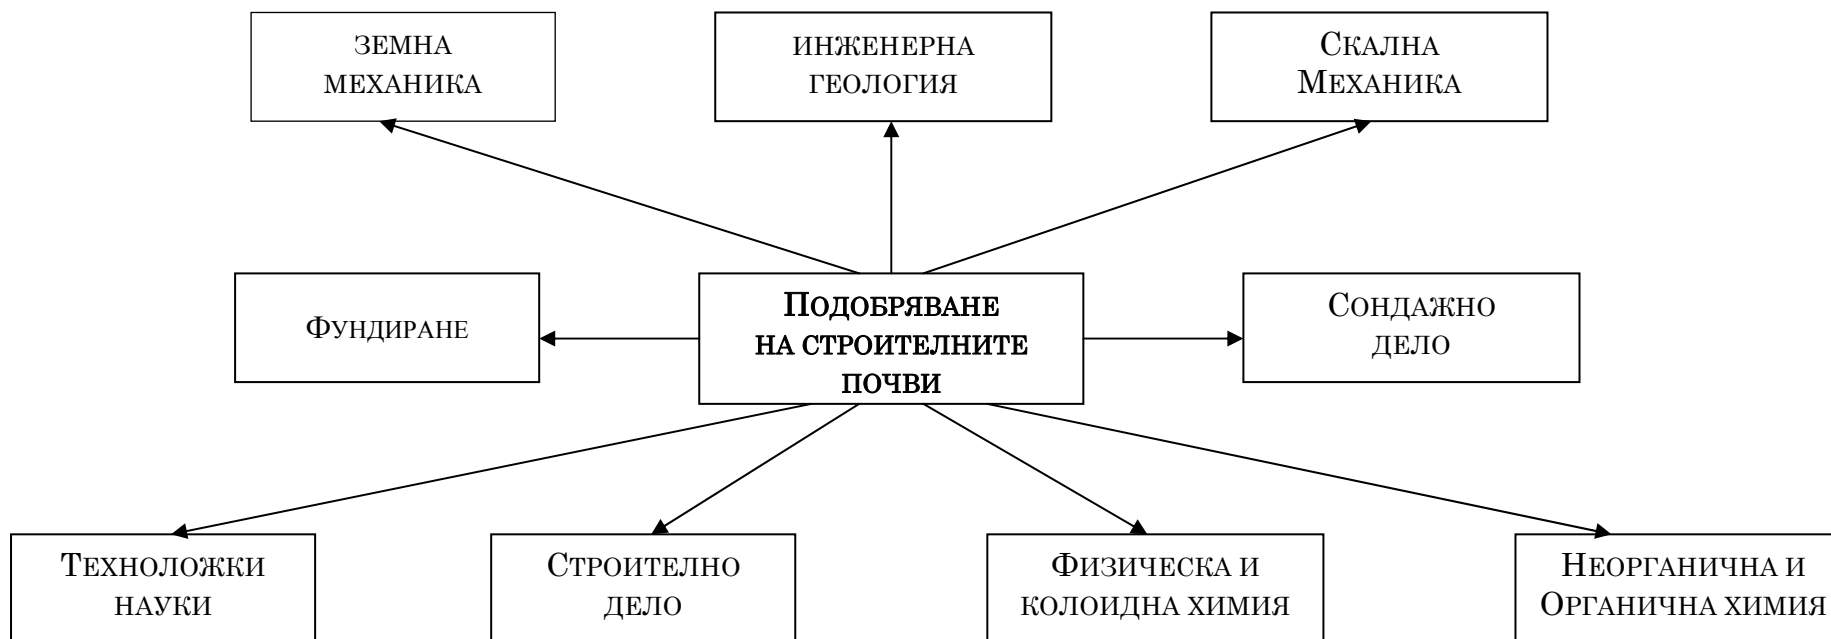 ЗЕМНА
МЕХАНИКА
ИНЖЕНЕРНА
ГЕОЛОГИЯ
СКАЛНА
МЕХАНИКА
ФУНДИРАНЕ
ПОДОБРЯВАНЕ
НА СТРОИТЕЛНИТЕ
ПОЧВИ
СОНДАЖНО
ДЕЛО
ТЕХНОЛОЖКИ
НАУКИ
СТРОИТЕЛНО
ДЕЛО
ФИЗИЧЕСКА И
КОЛОИДНА ХИМИЯ
НЕОРГАНИЧНА И
ОРГАНИЧНА ХИМИЯ